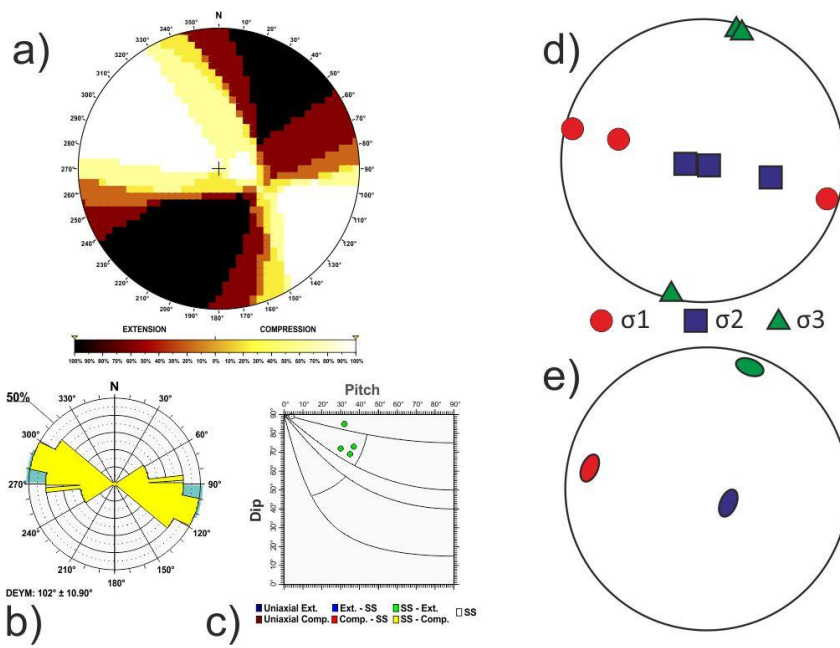 a)
N
350° 10°
340° 20°
330° 30°
320° 40°
310° 50°
300° 60°
290° 70°
280° 80°
270° 90°
260° 100°
250° 110°
240° 120°
230° 130°
220° 140°
210° 150°
200° 190° 180° 170° 160°
EXTENSION COMPRESSION
100% 90% 80% 70% 60% 50% 40% 30% 20% 10% 0% 10% 20% 30% 40% 50% 60% 70% 80% 90% 100%
b)
N
50%
330° 30°
300° 60°
270° 90°
240° 120°
210° 150°
180°
DEYM: 102° ± 10.90°
c)
Pitch
0° 10° 20° 30° 40° 50° 60° 70° 80° 90°
Dip
90°
80°
70°
60°
50°
40°
30°
20°
10°
0°
Uniaxial Ext. Ext. - SS SS - Ext. SS
Uniaxial Comp. Comp. - SS SS - Comp.
d)
σ1 σ2 σ3
e)